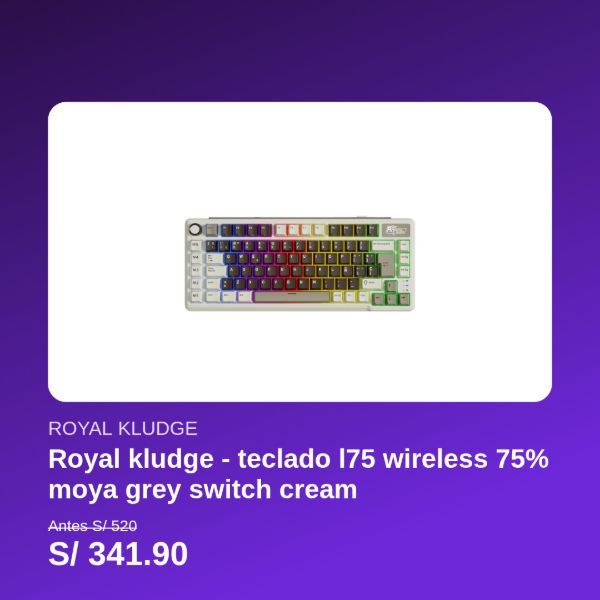 ROYAL KLUDGE
Royal kludge - teclado l75 wireless 75%
moya grey switch cream
Antes S/ 520
S/ 341.90